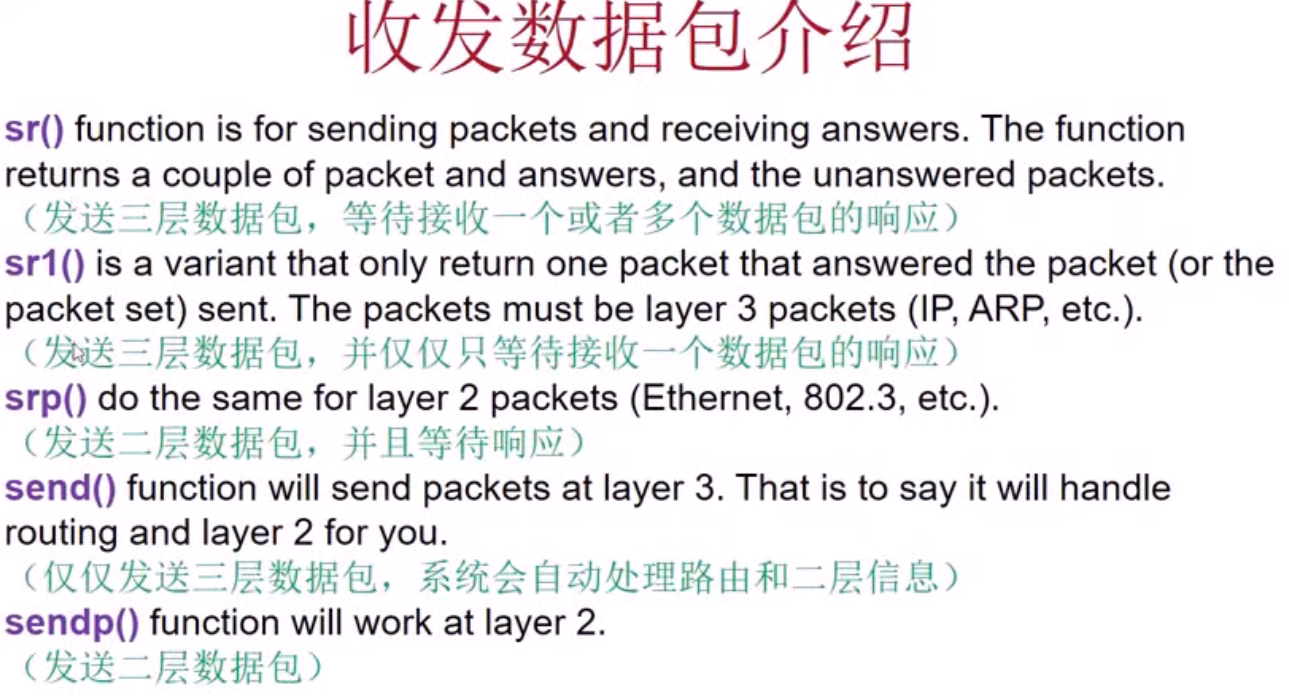 收发数据包介绍
sr() function is for sending packets and receiving answers. The function
returns a couple of packet and answers, and the unanswered packets.
（发送三层数据包，等待接收一个或者多个数据包的响应）
sr1() is a variant that only return one packet that answered the packet (or the
packet set) sent. The packets must be layer 3 packets (IP, ARP, etc.).
（发送三层数据包，并仅仅只等待接收一个数据包的响应）
srp() do the same for layer 2 packets (Ethernet, 802.3, etc.).
（发送二层数据包，并且等待响应）
send() function will send packets at layer 3. That is to say it will handle
routing and layer 2 for you.
（仅仅发送三层数据包，系统会自动处理路由和二层信息）
sendp() function will work at layer 2.
（发送二层数据包）